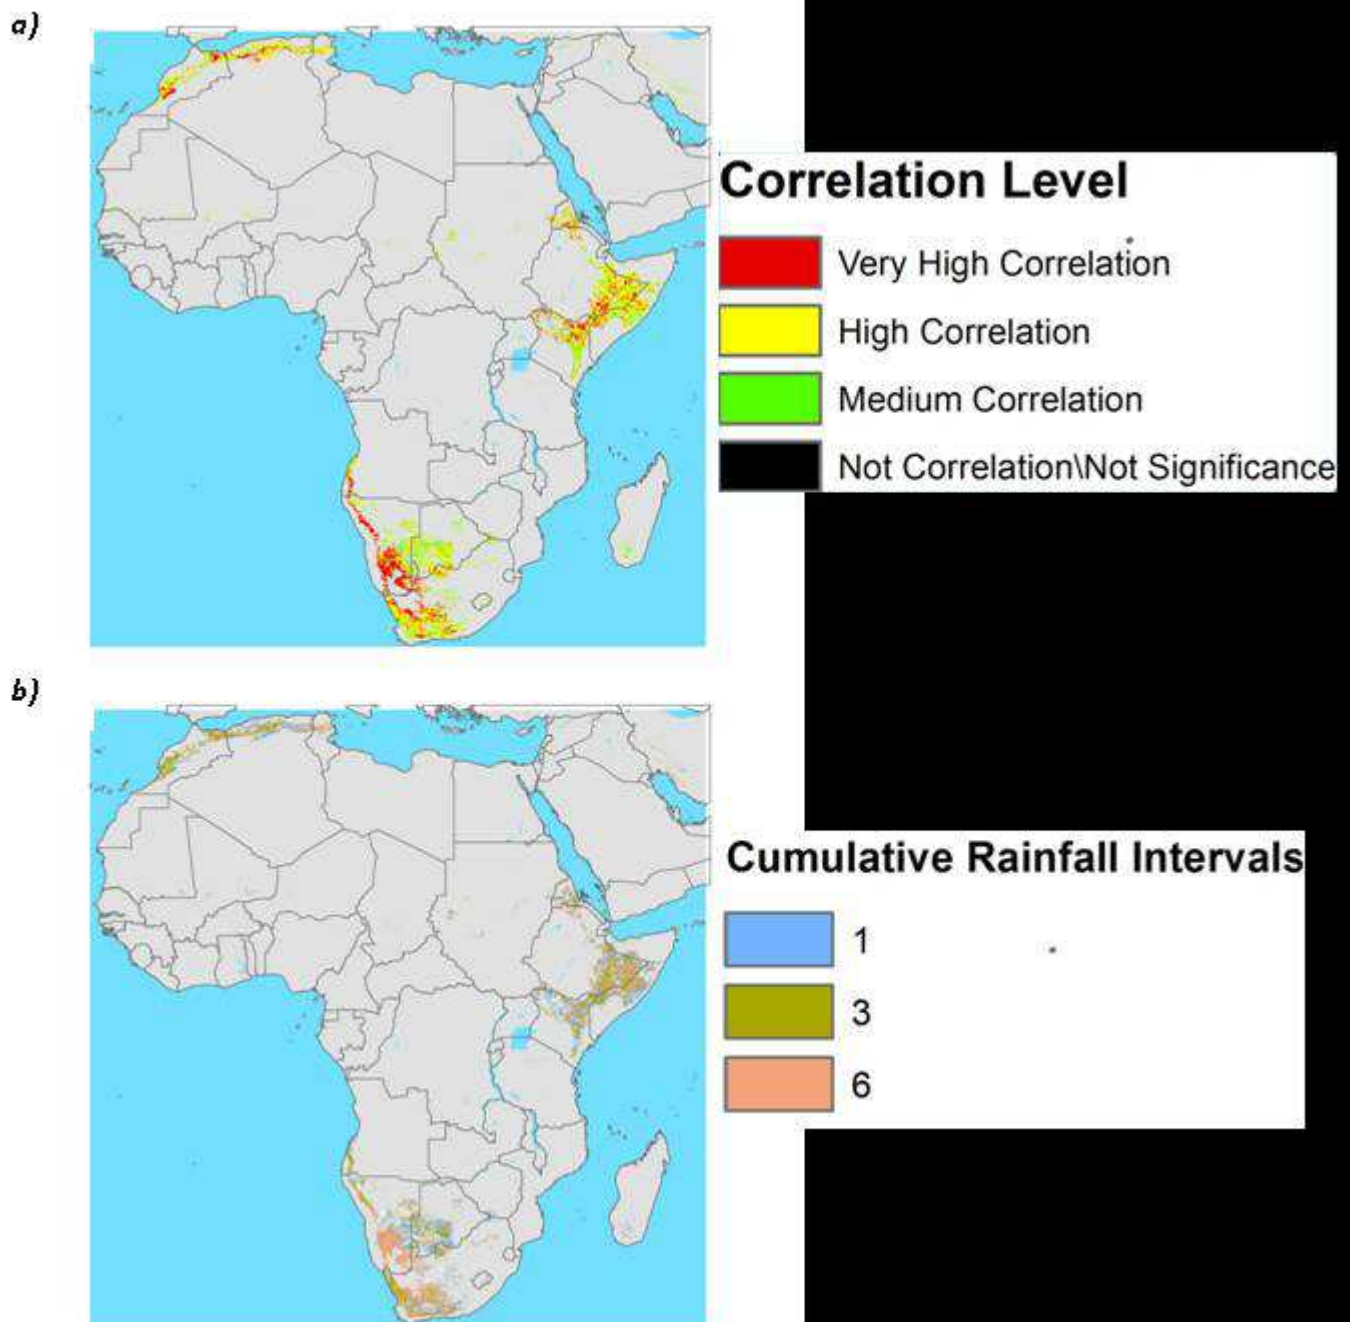 a)
Correlation Level
Very High Correlation
High Correlation
Medium Correlation
Not Correlation\Not Significance
b)
Cumulative Rainfall Intervals
1
3
6